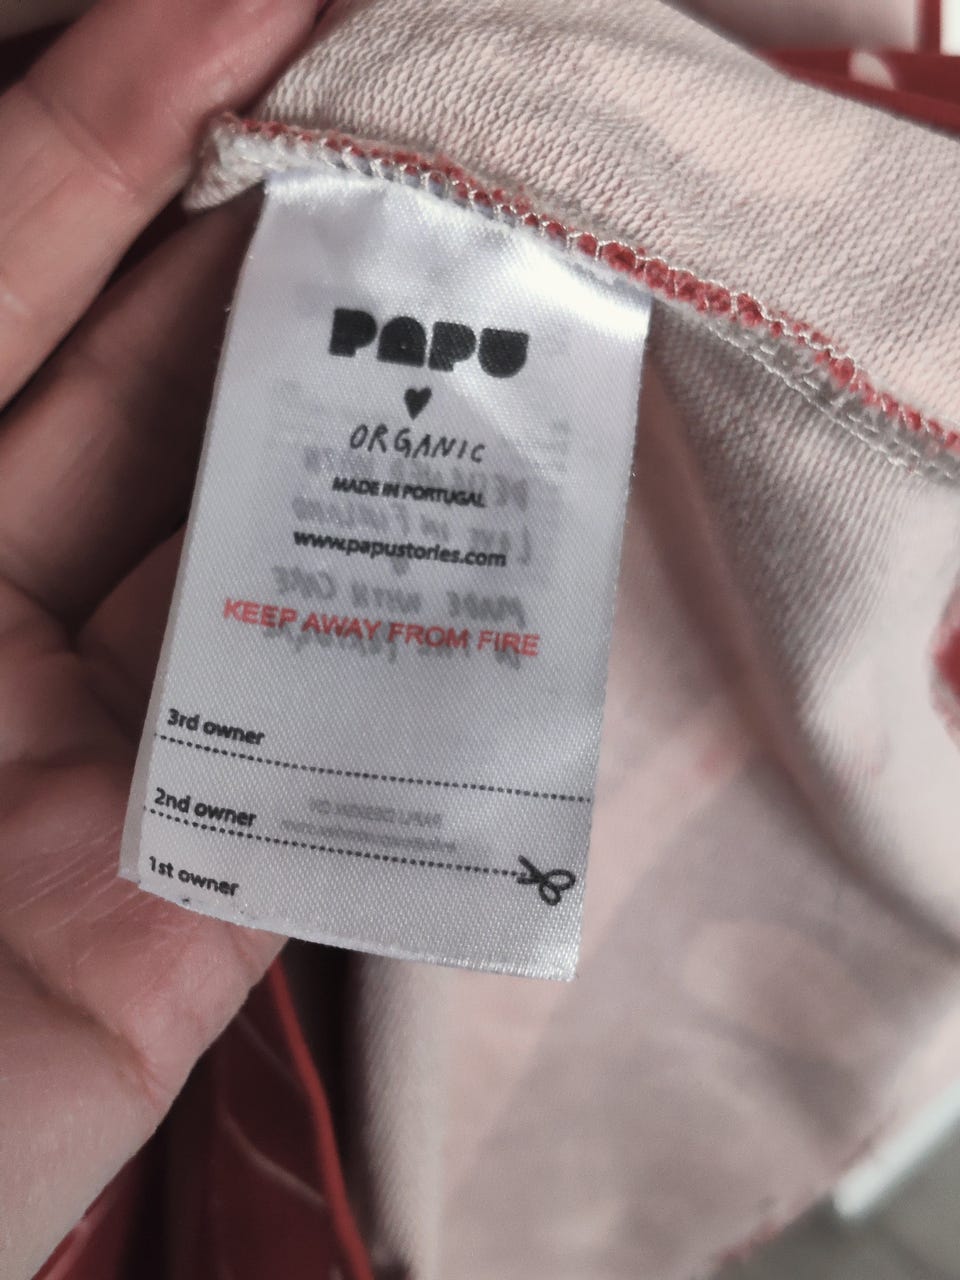 PAPU
ORGANIC
MADE IN PORTUGAL
www.papustories.com
KEEP AWAY FROM FIRE
3rd owner
2nd owner
1st owner